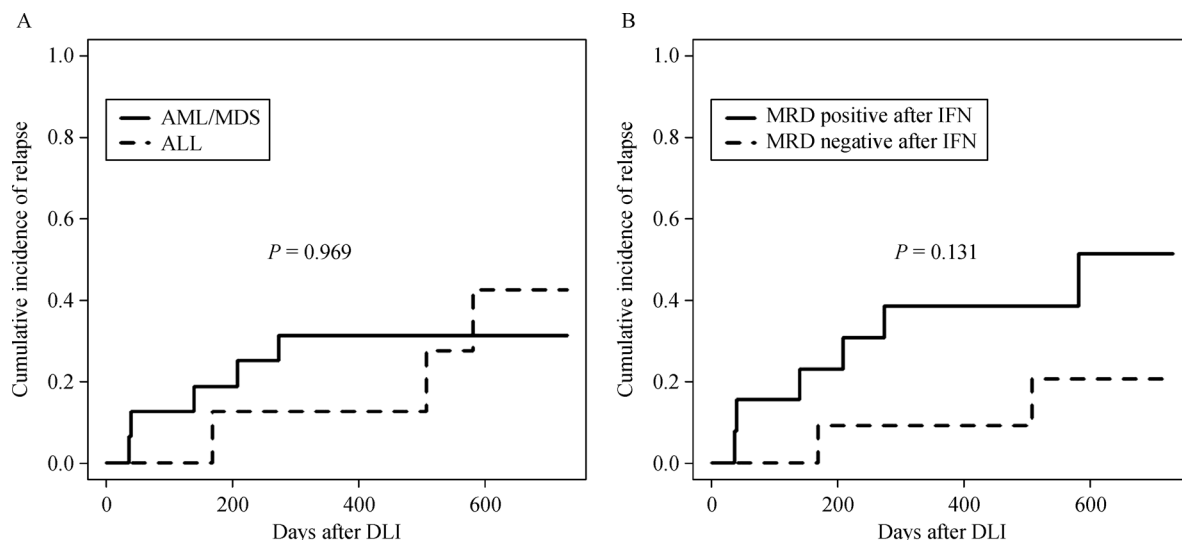 A
Cumulative incidence of relapse
1.0
0.8
0.6
0.4
0.2
0.0
AML/MDS
ALL
P = 0.969
0
200
400
600
Days after DLI
B
Cumulative incidence of relapse
1.0
0.8
0.6
0.4
0.2
0.0
MRD positive after IFN
MRD negative after IFN
P = 0.131
0
200
400
600
Days after DLI